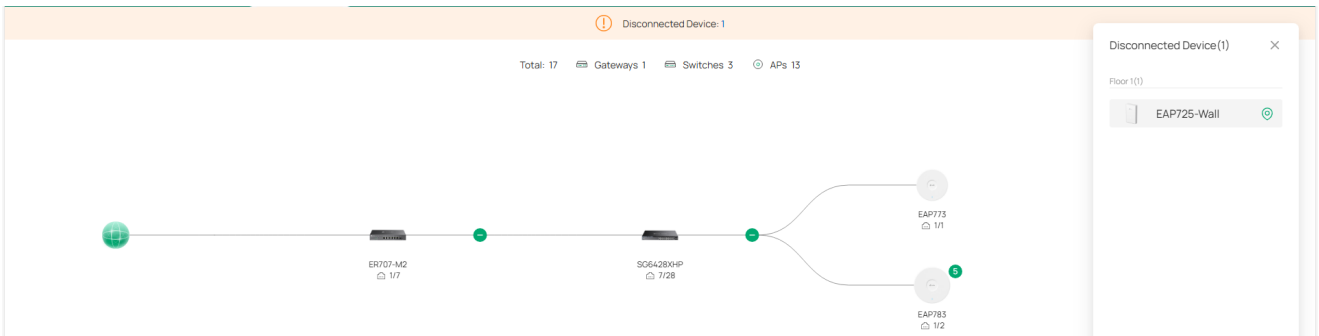 Disconnected Device: 1
Total: 17 Gateways 1 Switches 3 APs 13
Disconnected Device(1)
Floor 1(1)
EAP725-Wall
EAP773
1/1
ER707-M2
1/7
SG6428XHP
7/28
5
EAP783
1/2